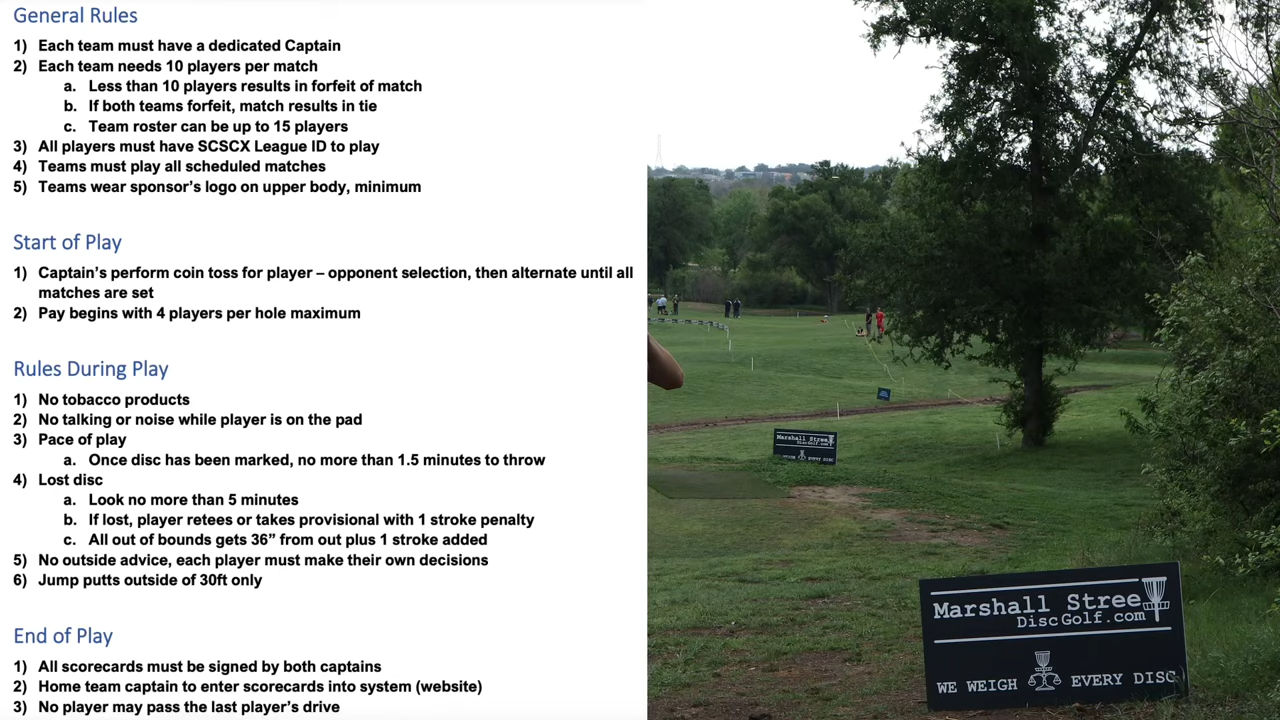 General Rules
1) Each team must have a dedicated Captain
2) Each team needs 10 players per match
a. Less than 10 players results in forfeit of match
b. If both teams forfeit, match results in tie
c. Team roster can be up to 15 players
3) All players must have SCSCX League ID to play
4) Teams must play all scheduled matches
5) Teams wear sponsor's logo on upper body, minimum
Start of Play
1) Captain's perform coin toss for player – opponent selection, then alternate until all
matches are set
2) Pay begins with 4 players per hole maximum
Rules During Play
1) No tobacco products
2) No talking or noise while player is on the pad
3) Pace of play
a. Once disc has been marked, no more than 1.5 minutes to throw
4) Lost disc
a. Look no more than 5 minutes
b. If lost, player retees or takes provisional with 1 stroke penalty
c. All out of bounds gets 36” from out plus 1 stroke added
5) No outside advice, each player must make their own decisions
6) Jump putts outside of 30ft only
End of Play
1) All scorecards must be signed by both captains
2) Home team captain to enter scorecards into system (website)
3) No player may pass the last player's drive
Marshall Street
DiscGolf.com
EVERY DISC
Marshall Stree
DiscGolf.com
WE WEIGH EVERY DISC